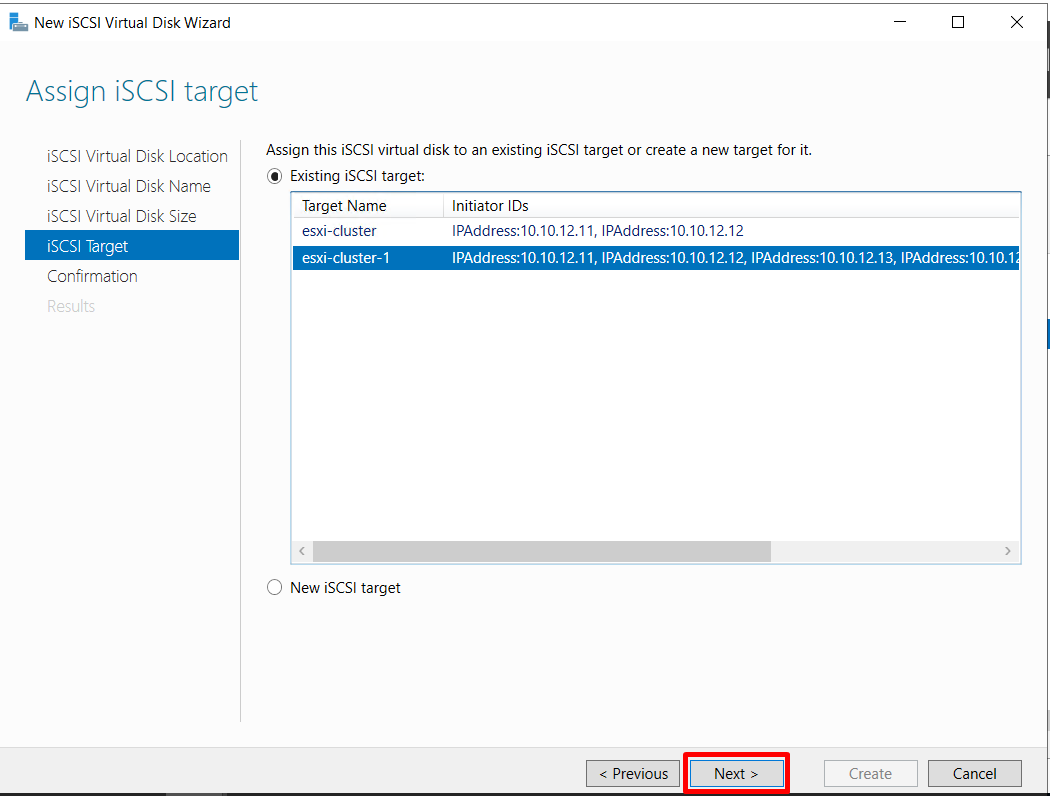 New iSCSI Virtual Disk Wizard
Assign iSCSI target
iSCSI Virtual Disk Location
iSCSI Virtual Disk Name
iSCSI Virtual Disk Size
iSCSI Target
Confirmation
Results
Assign this iSCSI virtual disk to an existing iSCSI target or create a new target for it.
Existing iSCSI target:
Target Name Initiator IDs
esxi-cluster IPAddress:10.10.12.11, IPAddress:10.10.12.12
esxi-cluster-1 IPAddress:10.10.12.11, IPAddress:10.10.12.12, IPAddress:10.10.12.13, IPAddress:10.10.12
New iSCSI target
< Previous Next > Create Cancel